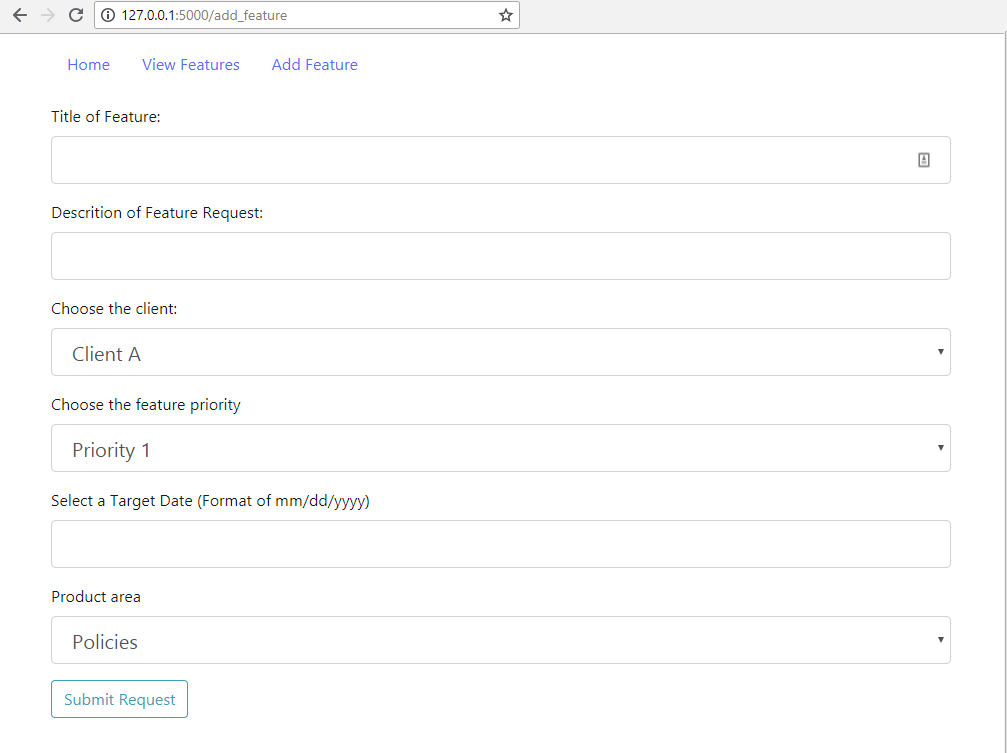 127.0.0.1:5000/add_feature
Home View Features Add Feature
Title of Feature:
Descrition of Feature Request:
Choose the client:
Client A
Choose the feature priority
Priority 1
Select a Target Date (Format of mm/dd/yyyy)
Product area
Policies
Submit Request